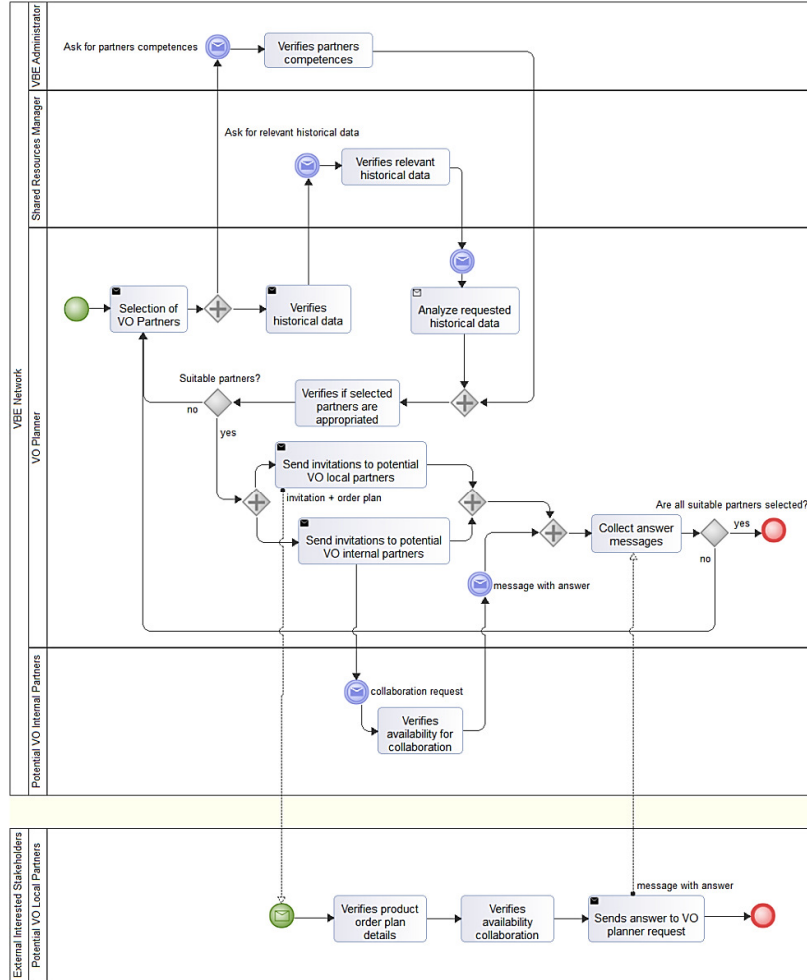 VBE Network
VBE Administrator
Ask for partners competences
Verifies partners
competences
Shared Resources Manager
Ask for relevant historical data
Verifies relevant
historical data
VO Planner
Selection of
VO Partners
Verifies
historical data
Analyze requested
historical data
Suitable partners?
no
yes
Verifies if selected
partners are
appropriated
Send invitations to potential
VO local partners
invitation + order plan
Send invitations to potential
VO internal partners
message with answer
Collect answer
messages
Are all suitable partners selected?
yes
no
Potential VO Internal Partners
collaboration request
Verifies
availability for
collaboration
External Interested Stakeholders
Potential VO Local Partners
Verifies product
order plan
details
Verifies
availability
collaboration
message with answer
Sends answer to VO
planner request